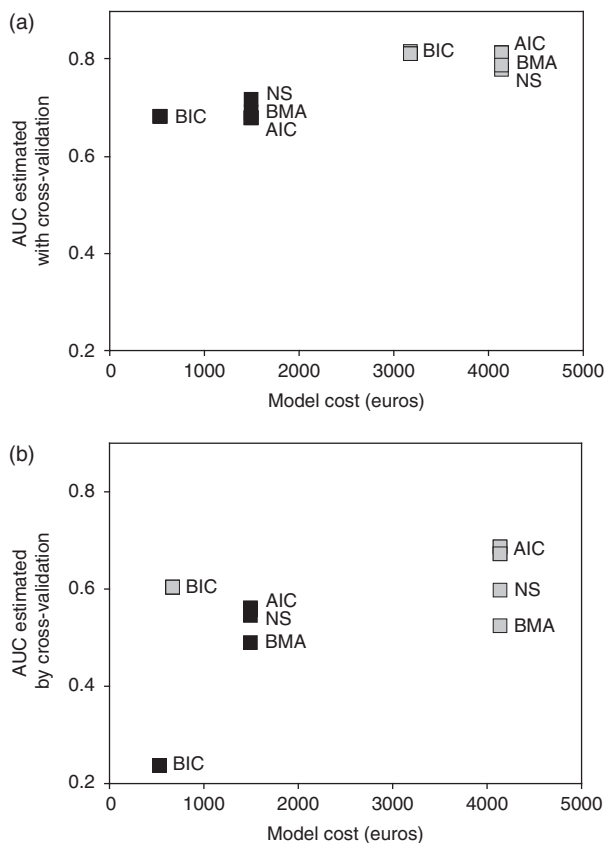 (a)
0.8
0.6
0.4
0.2
AUC estimated
with cross-validation
BIC
NS
BMA
AIC
BIC
AIC
BMA
NS
0 1000 2000 3000 4000 5000
Model cost (euros)
(b)
0.8
0.6
0.4
0.2
AUC estimated
by cross-validation
BIC
AIC
NS
BMA
BIC
AIC
NS
BMA
0 1000 2000 3000 4000 5000
Model cost (euros)